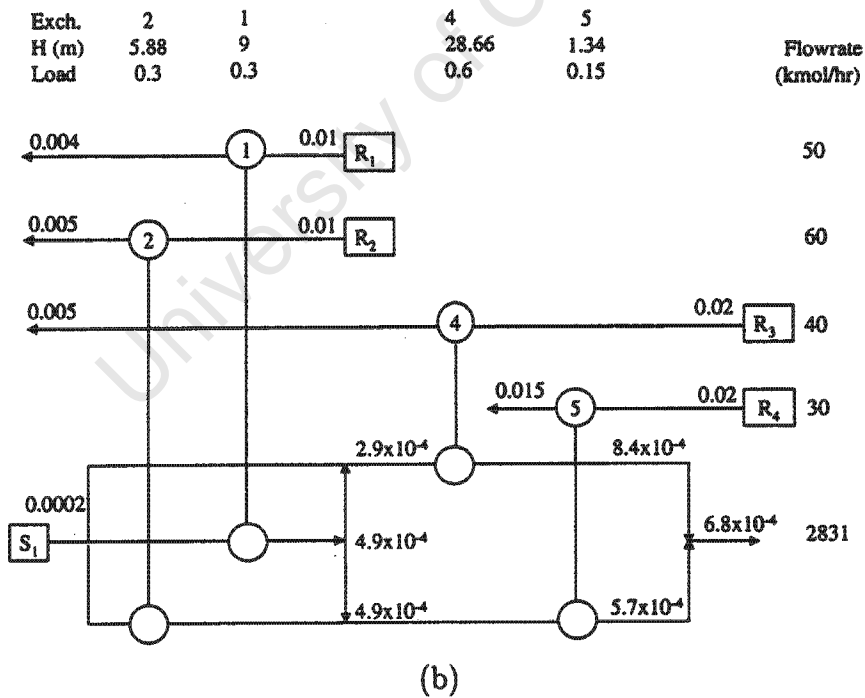 Exch. 2 1 4 5
H (m) 5.88 9 28.66 1.34 Flowrate
Load 0.3 0.3 0.6 0.15 (kmol/hr)
0.004 1 0.01 R₁ 50
0.005 2 0.01 R₂ 60
0.005 4 0.02 R₃ 40
0.015 5 0.02 R₄ 30
2.9x10⁻⁴ 8.4x10⁻⁴
0.0002
S₁ 4.9x10⁻⁴ 6.8x10⁻⁴ 2831
4.9x10⁻⁴ 5.7x10⁻⁴
(b)
University of C